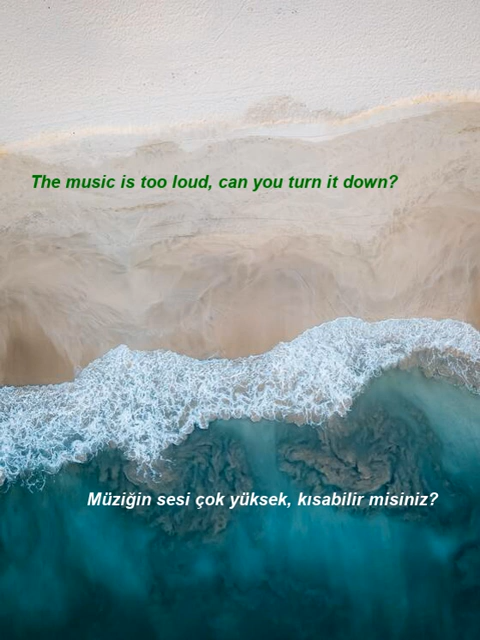 The music is too loud, can you turn it down?
Müziğin sesi çok yüksek, kısabilir misiniz?